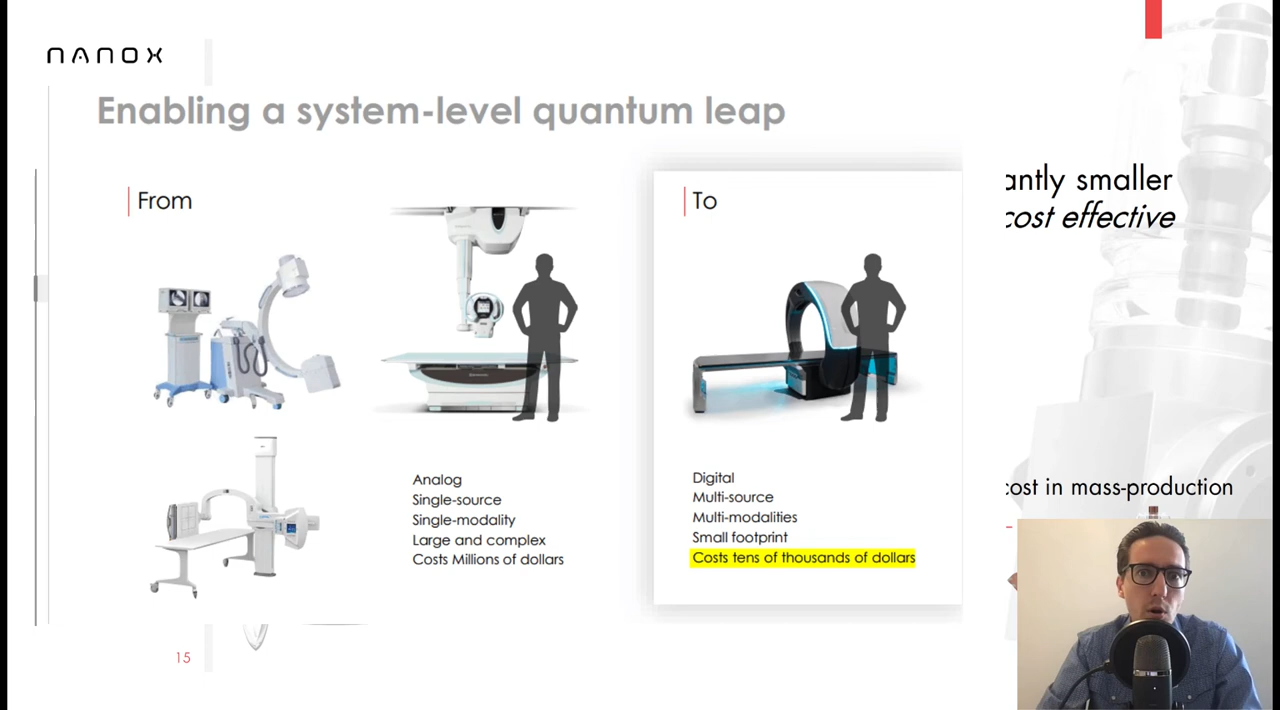 NANOX
Enabling a system-level quantum leap
From
To
antly smaller
cost effective
Analog
Single-source
Single-modality
Large and complex
Costs Millions of dollars
Digital
Multi-source
Multi-modalities
Small footprint
Costs tens of thousands of dollars
cost in mass-production
15